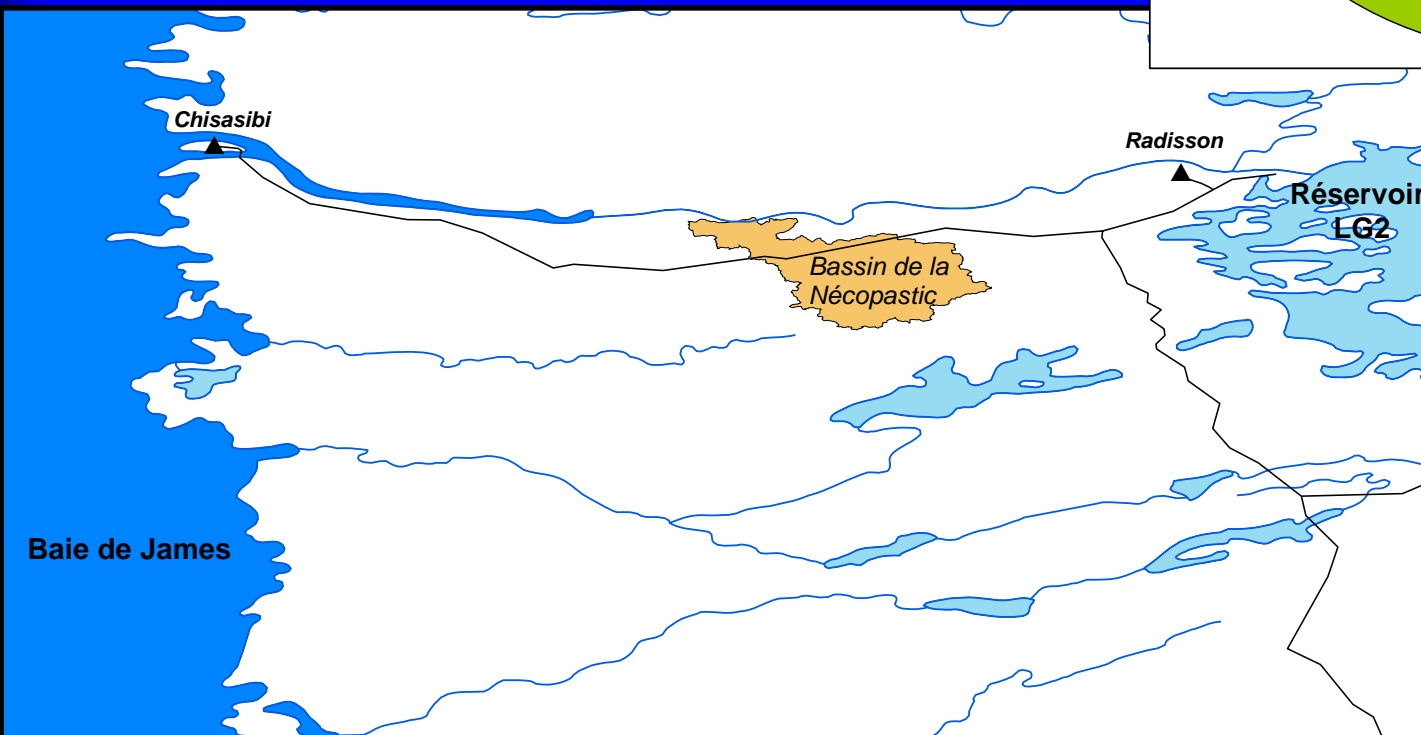 Chisasibi
Radisson
Réservoir
LG2
Bassin de la
Nécopastic
Baie de James